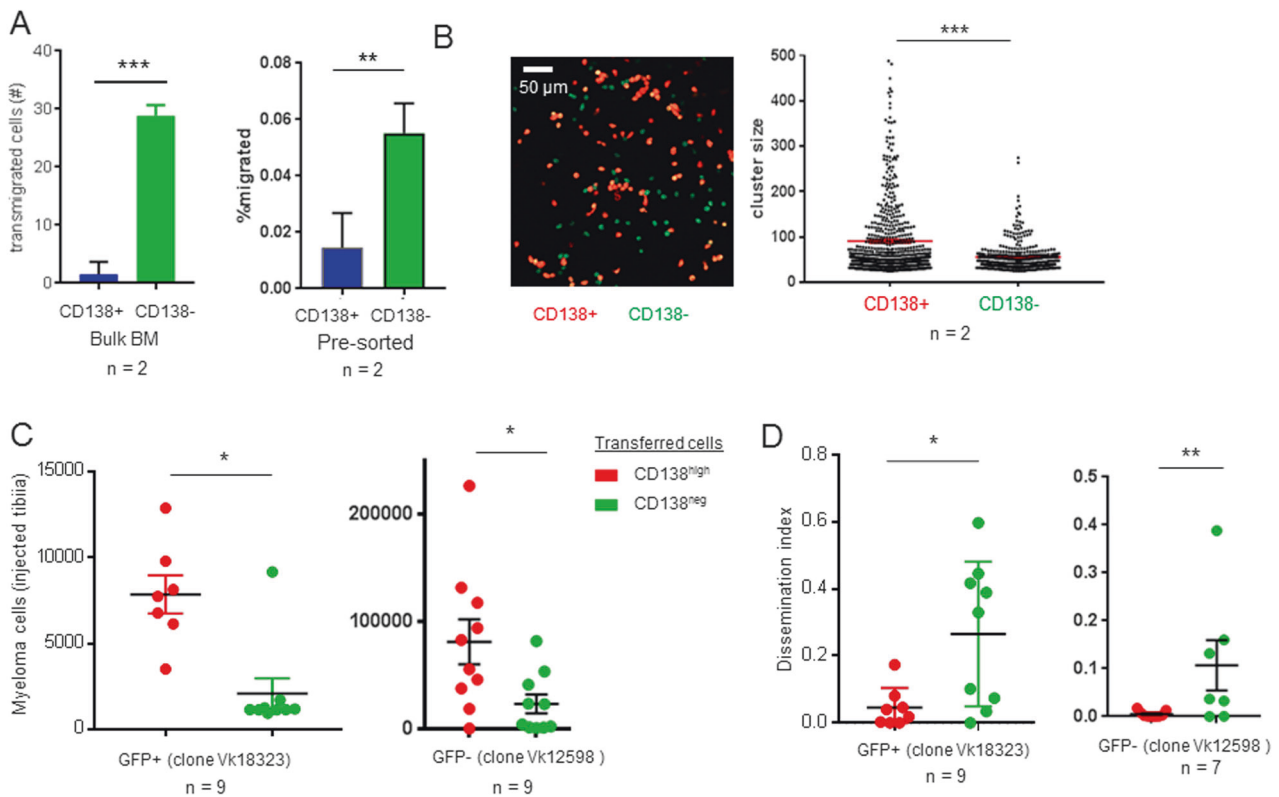 A
transmigrated cells (#)
40
30
20
10
0
***
CD138+ CD138-
Bulk BM
n = 2
%migrated
0.08
0.06
0.04
0.02
0.00
**
CD138+ CD138-
Pre-sorted
n = 2
B
50 µm
CD138+ CD138-
cluster size
500
400
300
200
100
0
***
CD138+ CD138-
n = 2
C
Myeloma cells (injected tibiia)
15000
10000
5000
0
*
GFP+ (clone Vk18323)
n = 9
200000
100000
0
*
GFP- (clone Vk12598 )
n = 9
Transferred cells
CD138high
CD138neg
D
Dissemination index
0.8
0.6
0.4
0.2
0.0
*
GFP+ (clone Vk18323)
n = 9
0.5
0.4
0.3
0.2
0.1
0.0
**
GFP- (clone Vk12598)
n = 7